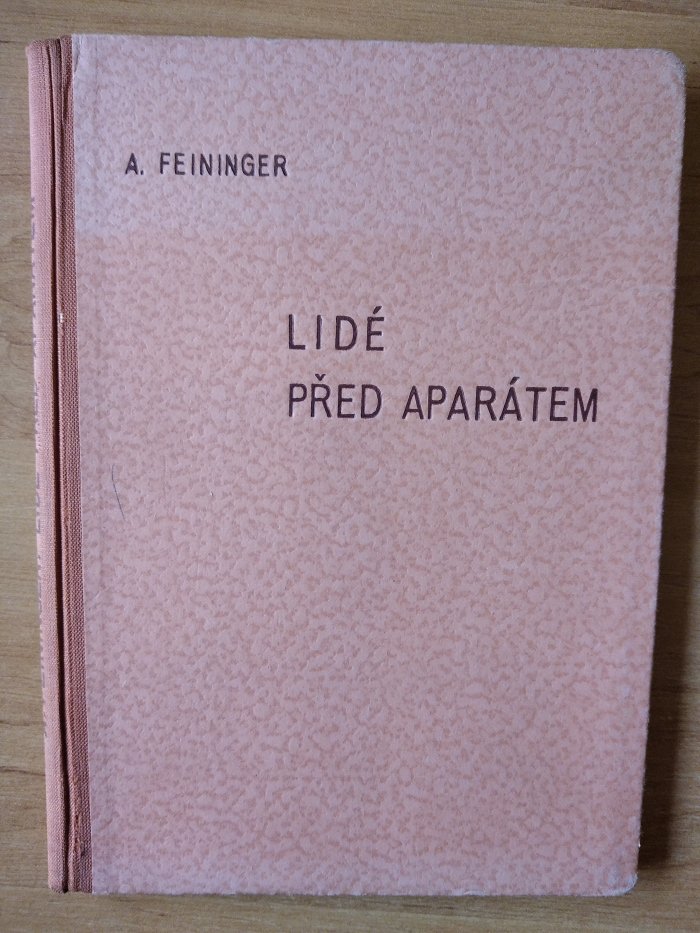 A. FEININGER
LIDÉ
PŘED APARÁTEM